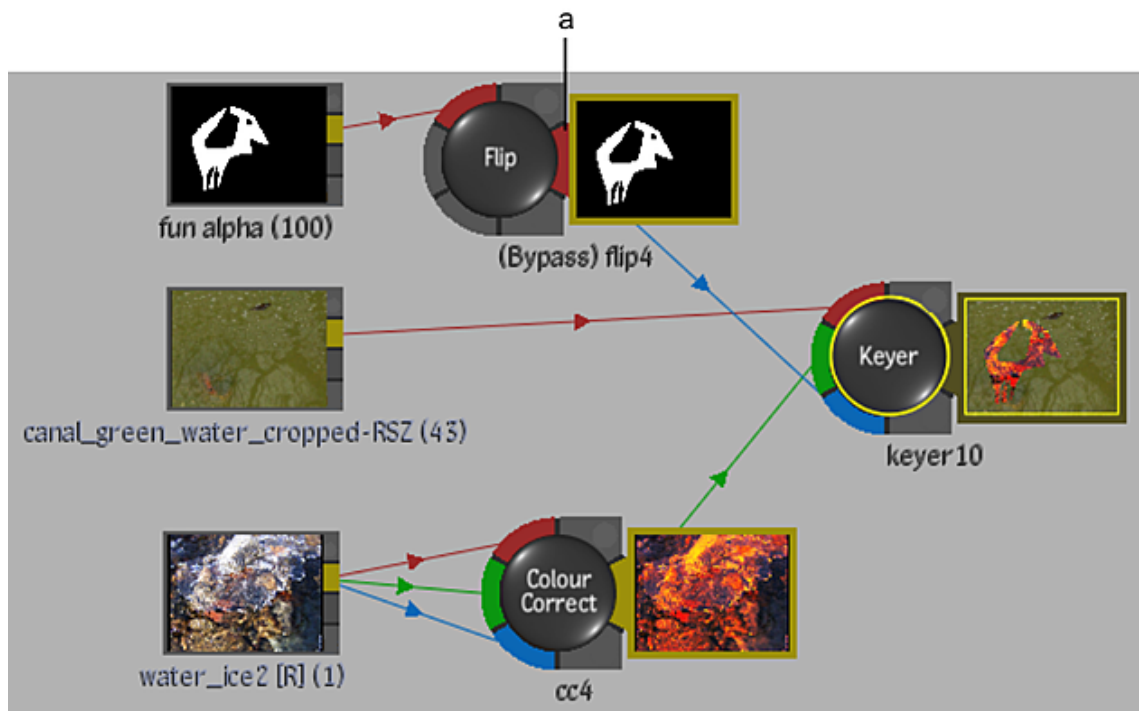 a
Flip
fun alpha (100)
(Bypass) flip4
Keyer
canal_green_water_cropped-RSZ (43)
keyer10
Colour
Correct
water_ice2 [R] (1)
cc4